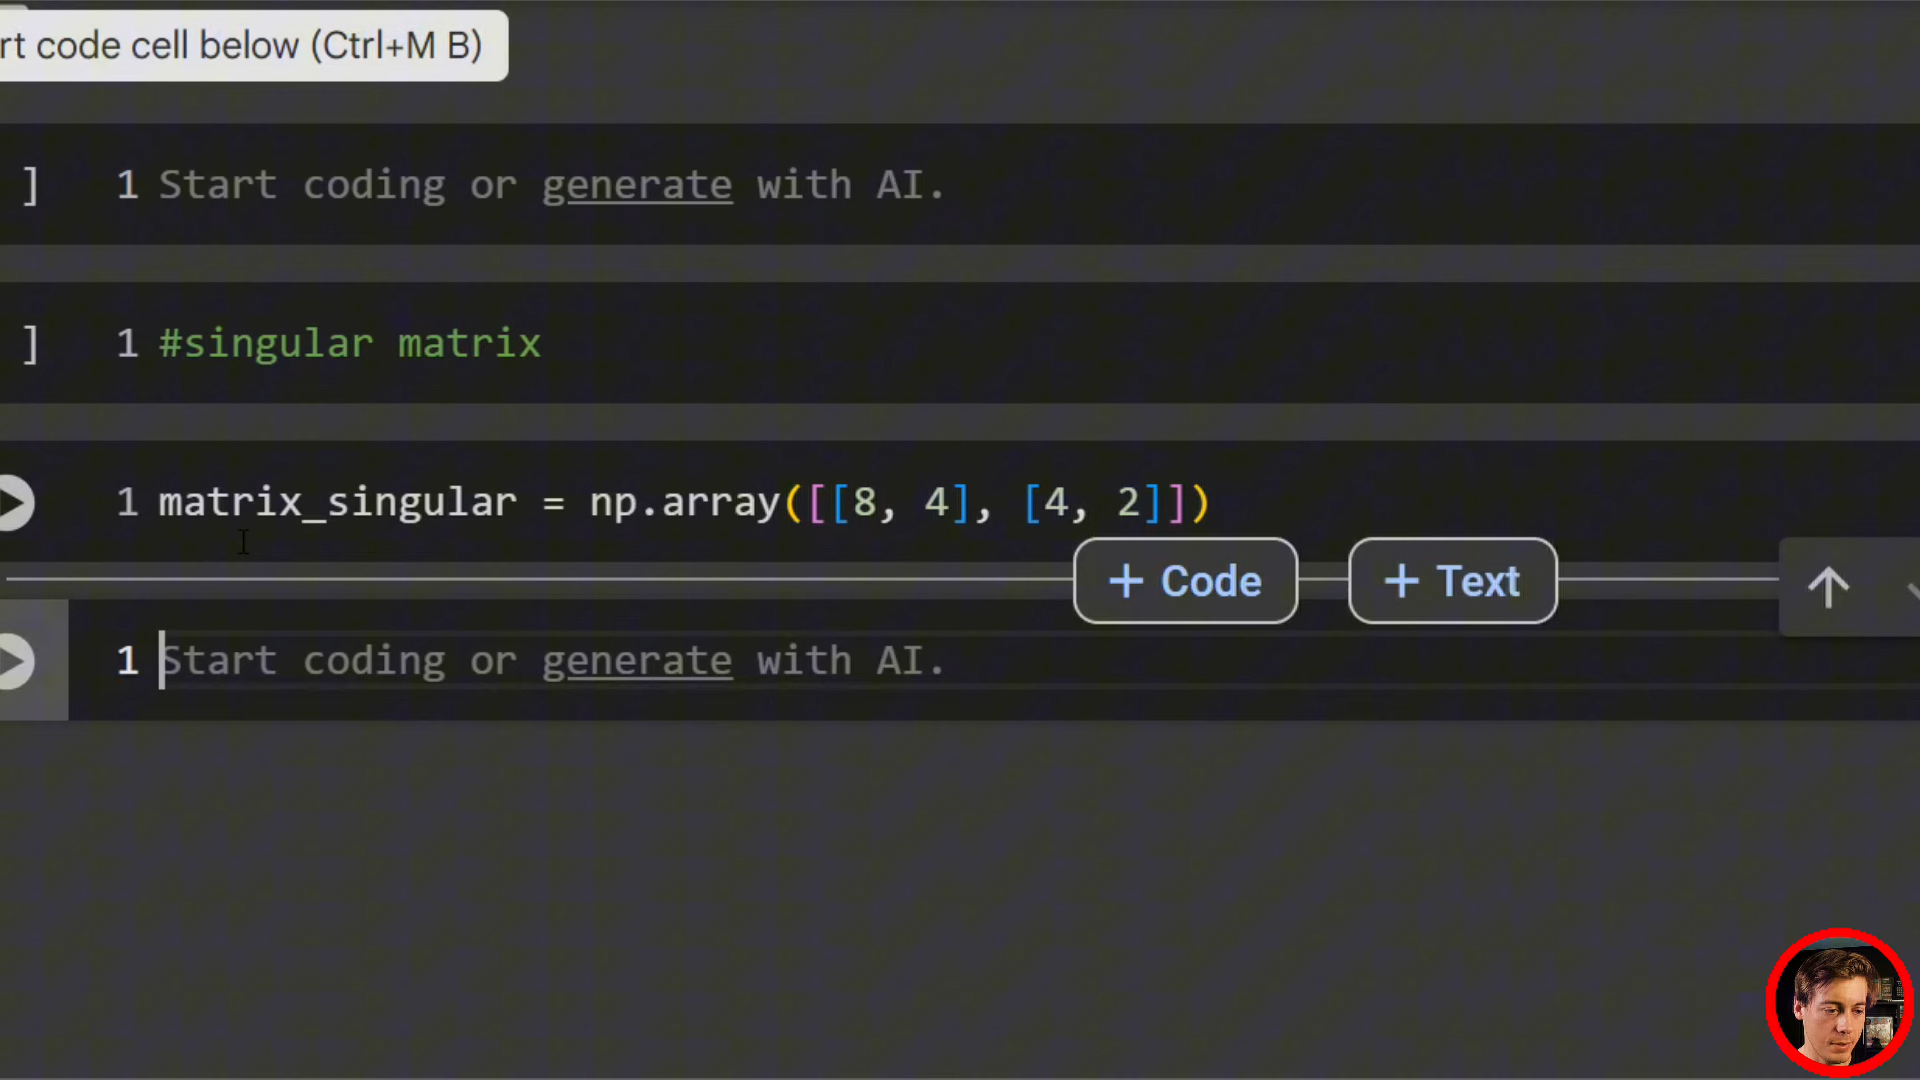 rt code cell below (Ctrl+M B)
] 1 Start coding or generate with AI.
] 1 #singular matrix
1 matrix_singular = np.array([[8, 4], [4, 2]])
+ Code + Text
1 Start coding or generate with AI.